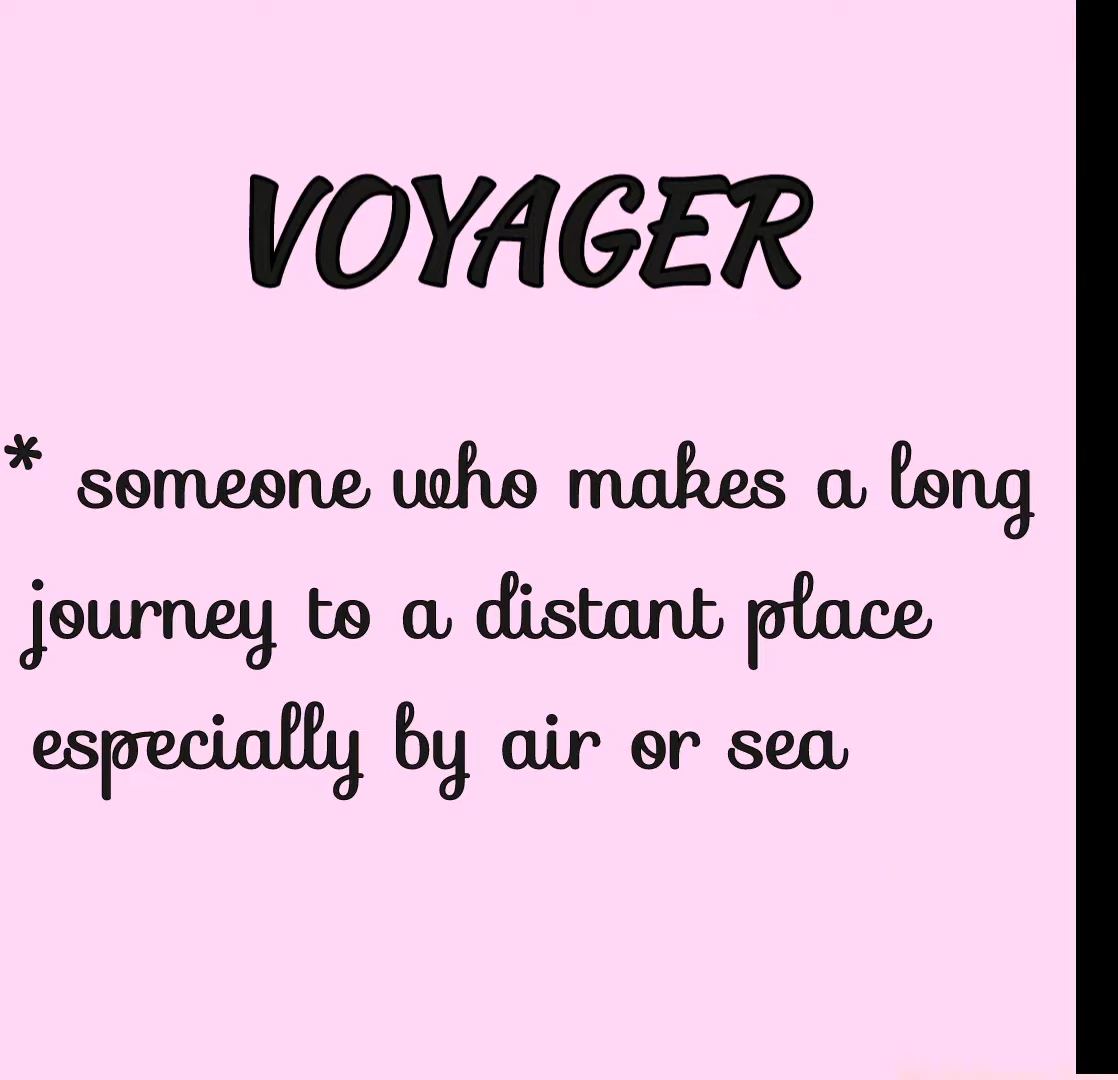 VOYAGER
* someone who makes a long
journey to a distant place
especially by air or sea